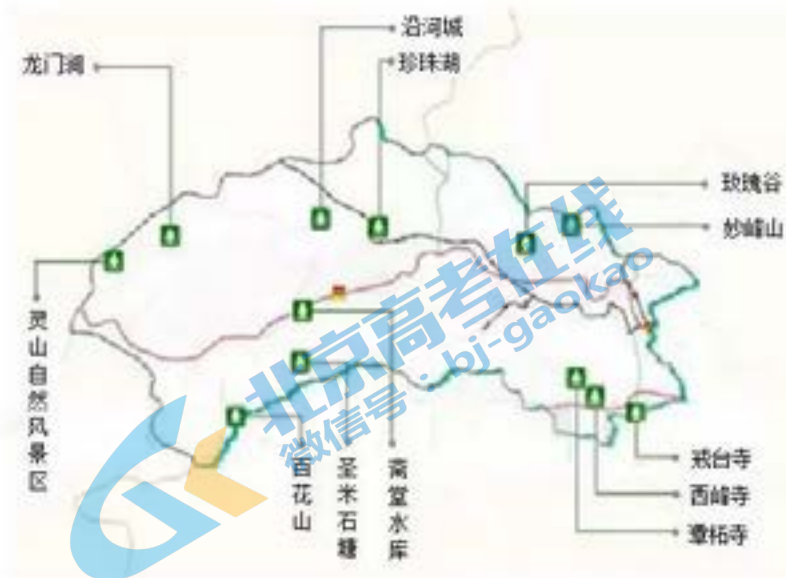 沿河城
龙门涧
珍珠湖
玫瑰谷
妙峰山
北京高考在线
微信号:bj-gaokao
灵山自然风景区
百花山
圣米石塘
斋堂水库
戒台寺
西峰寺
潭柘寺